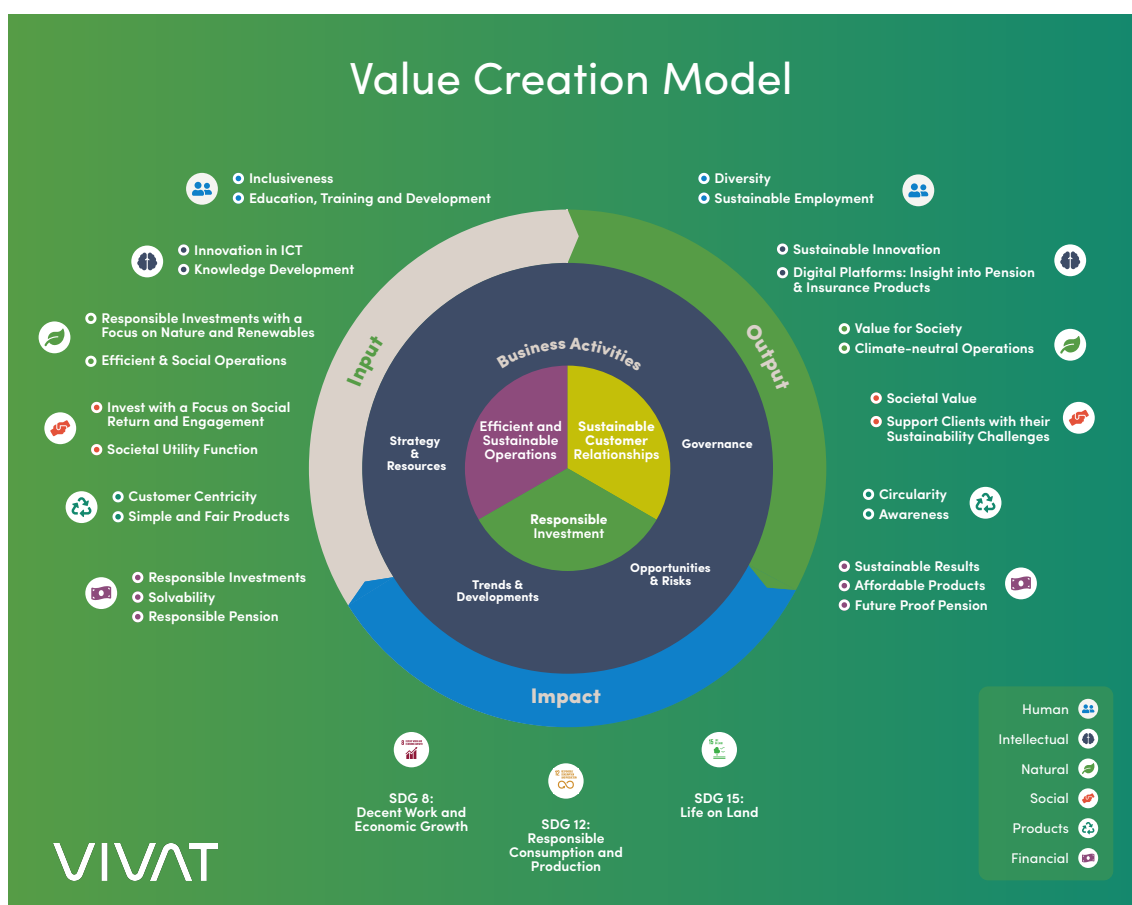 Value Creation Model
Inclusiveness
Education, Training and Development
Innovation in ICT
Knowledge Development
Responsible Investments with a
Focus on Nature and Renewables
Efficient & Social Operations
Invest with a Focus on Social
Return and Engagement
Societal Utility Function
Customer Centricity
Simple and Fair Products
Responsible Investments
Solvability
Responsible Pension
Input
Business Activities
Efficient and
Sustainable
Operations
Sustainable
Customer
Relationships
Responsible
Investment
Strategy
&
Resources
Governance
Trends &
Developments
Opportunities
& Risks
Output
Impact
Diversity
Sustainable Employment
Sustainable Innovation
Digital Platforms: Insight into Pension
& Insurance Products
Value for Society
Climate-neutral Operations
Societal Value
Support Clients with their
Sustainability Challenges
Circularity
Awareness
Sustainable Results
Affordable Products
Future Proof Pension
SDG 8:
Decent Work and
Economic Growth
SDG 12:
Responsible
Consumption and
Production
SDG 15:
Life on Land
Human
Intellectual
Natural
Social
Products
Financial
VIVAT